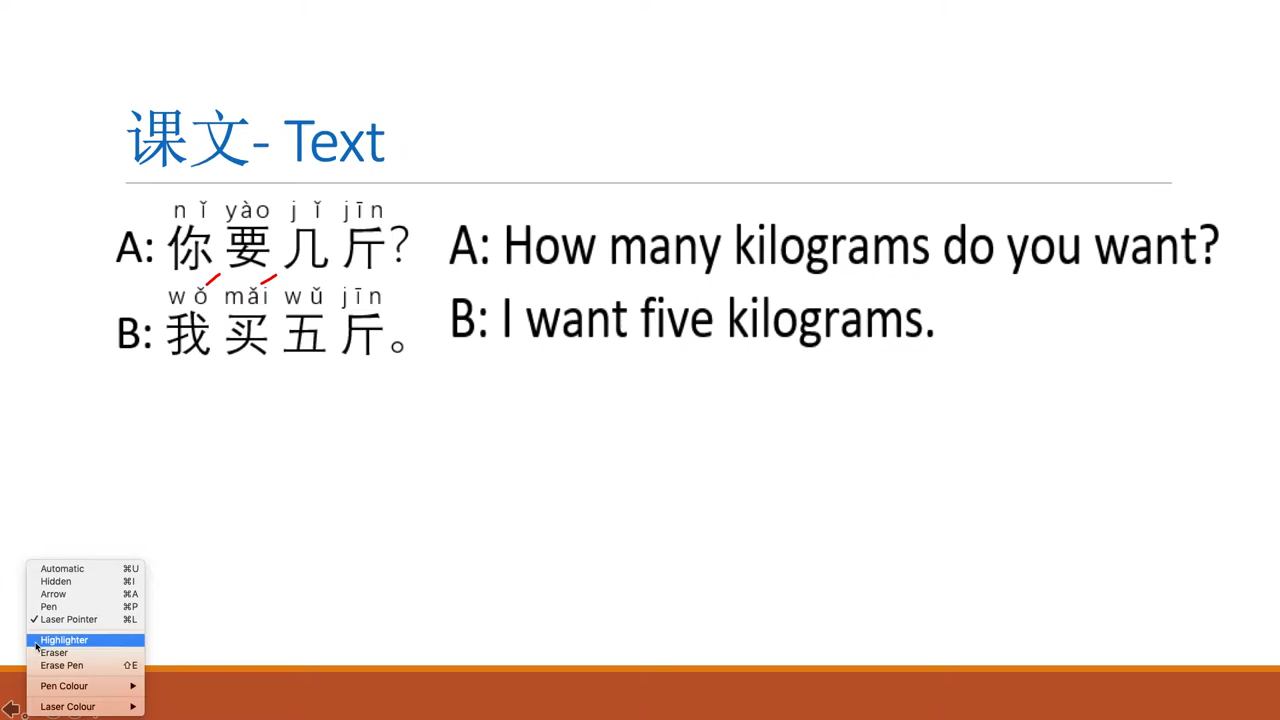 课文- Text
nǐ yào jǐ jīn
A: 你要几斤?
A: How many kilograms do you want?
wǒ mǎi wǔ jīn
B: 我买五斤。
B: I want five kilograms.
Automatic ⌘U
Hidden ⌘I
Arrow ⌘A
Pen ⌘P
✓ Laser Pointer ⌘L
Highlighter
Eraser
Erase Pen ⇧E
Pen Colour
Laser Colour